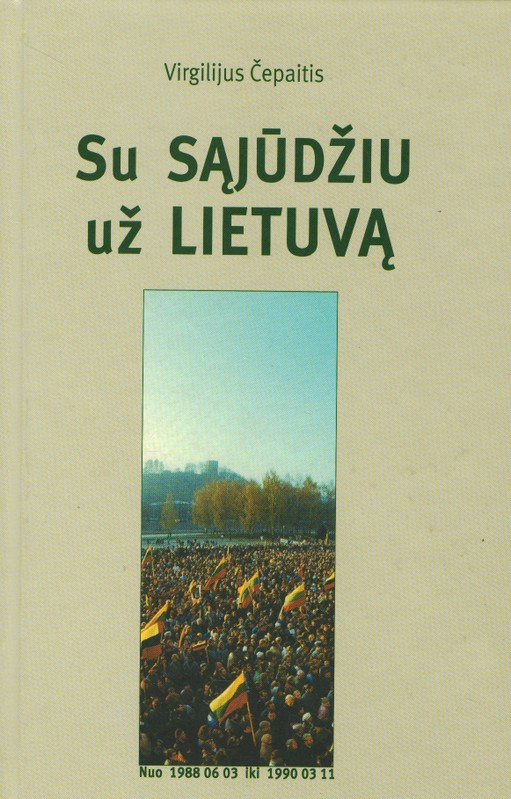 Virgilijus Čepaitis
Su SĄJŪDŽIU
už LIETUVĄ
Nuo 1988 06 03 iki 1990 03 11